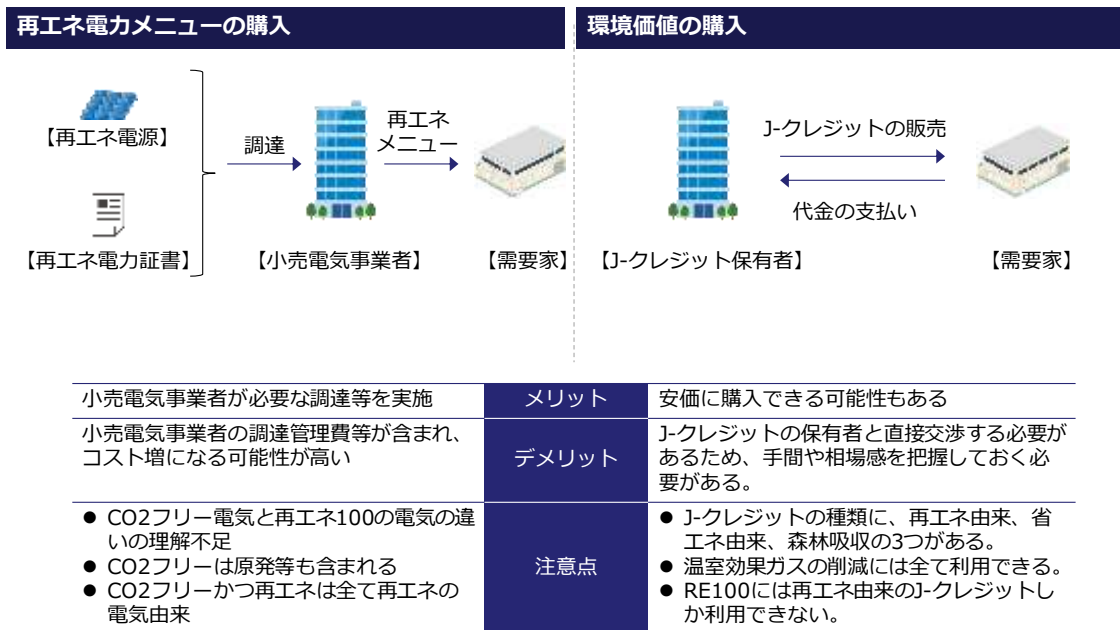 再エネ電力メニューの購入
環境価値の購入
【再エネ電源】
【再エネ電力証書】
調達
【小売電気事業者】
再エネ
メニュー
【需要家】
【J-クレジット保有者】
J-クレジットの販売
代金の支払い
【需要家】
小売電気事業者が必要な調達等を実施
メリット
安価に購入できる可能性もある
小売電気事業者の調達管理費等が含まれ、
コスト増になる可能性が高い
デメリット
J-クレジットの保有者と直接交渉する必要が
あるため、手間や相場感を把握しておく必
要がある。
● CO2フリー電気と再エネ100の電気の違
いの理解不足
● CO2フリーは原発等も含まれる
● CO2フリーかつ再エネは全て再エネの
電気由来
注意点
● J-クレジットの種類に、再エネ由来、省
エネ由来、森林吸収の3つがある。
● 温室効果ガスの削減には全て利用できる。
● RE100には再エネ由来のJ-クレジットし
か利用できない。